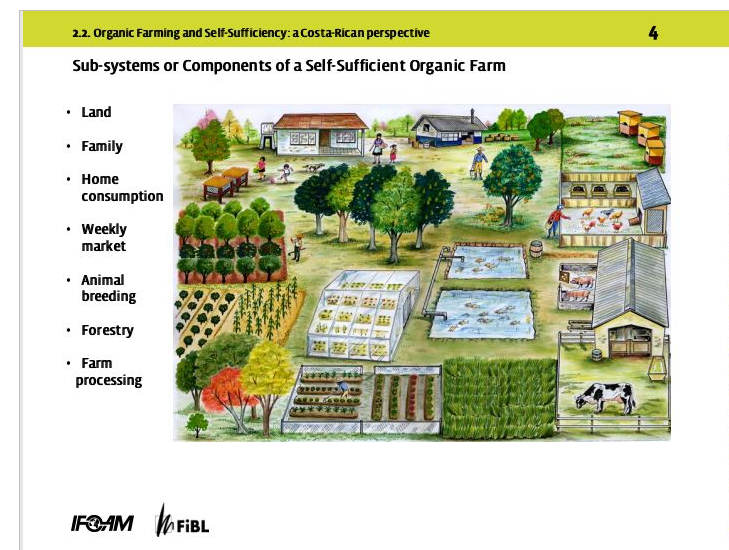 2.2. Organic Farming and Self-Sufficiency: a Costa-Rican perspective
4
Sub-systems or Components of a Self-Sufficient Organic Farm
• Land
• Family
• Home
consumption
• Weekly
market
• Animal
breeding
• Forestry
• Farm
processing
IFOAM
FiBL